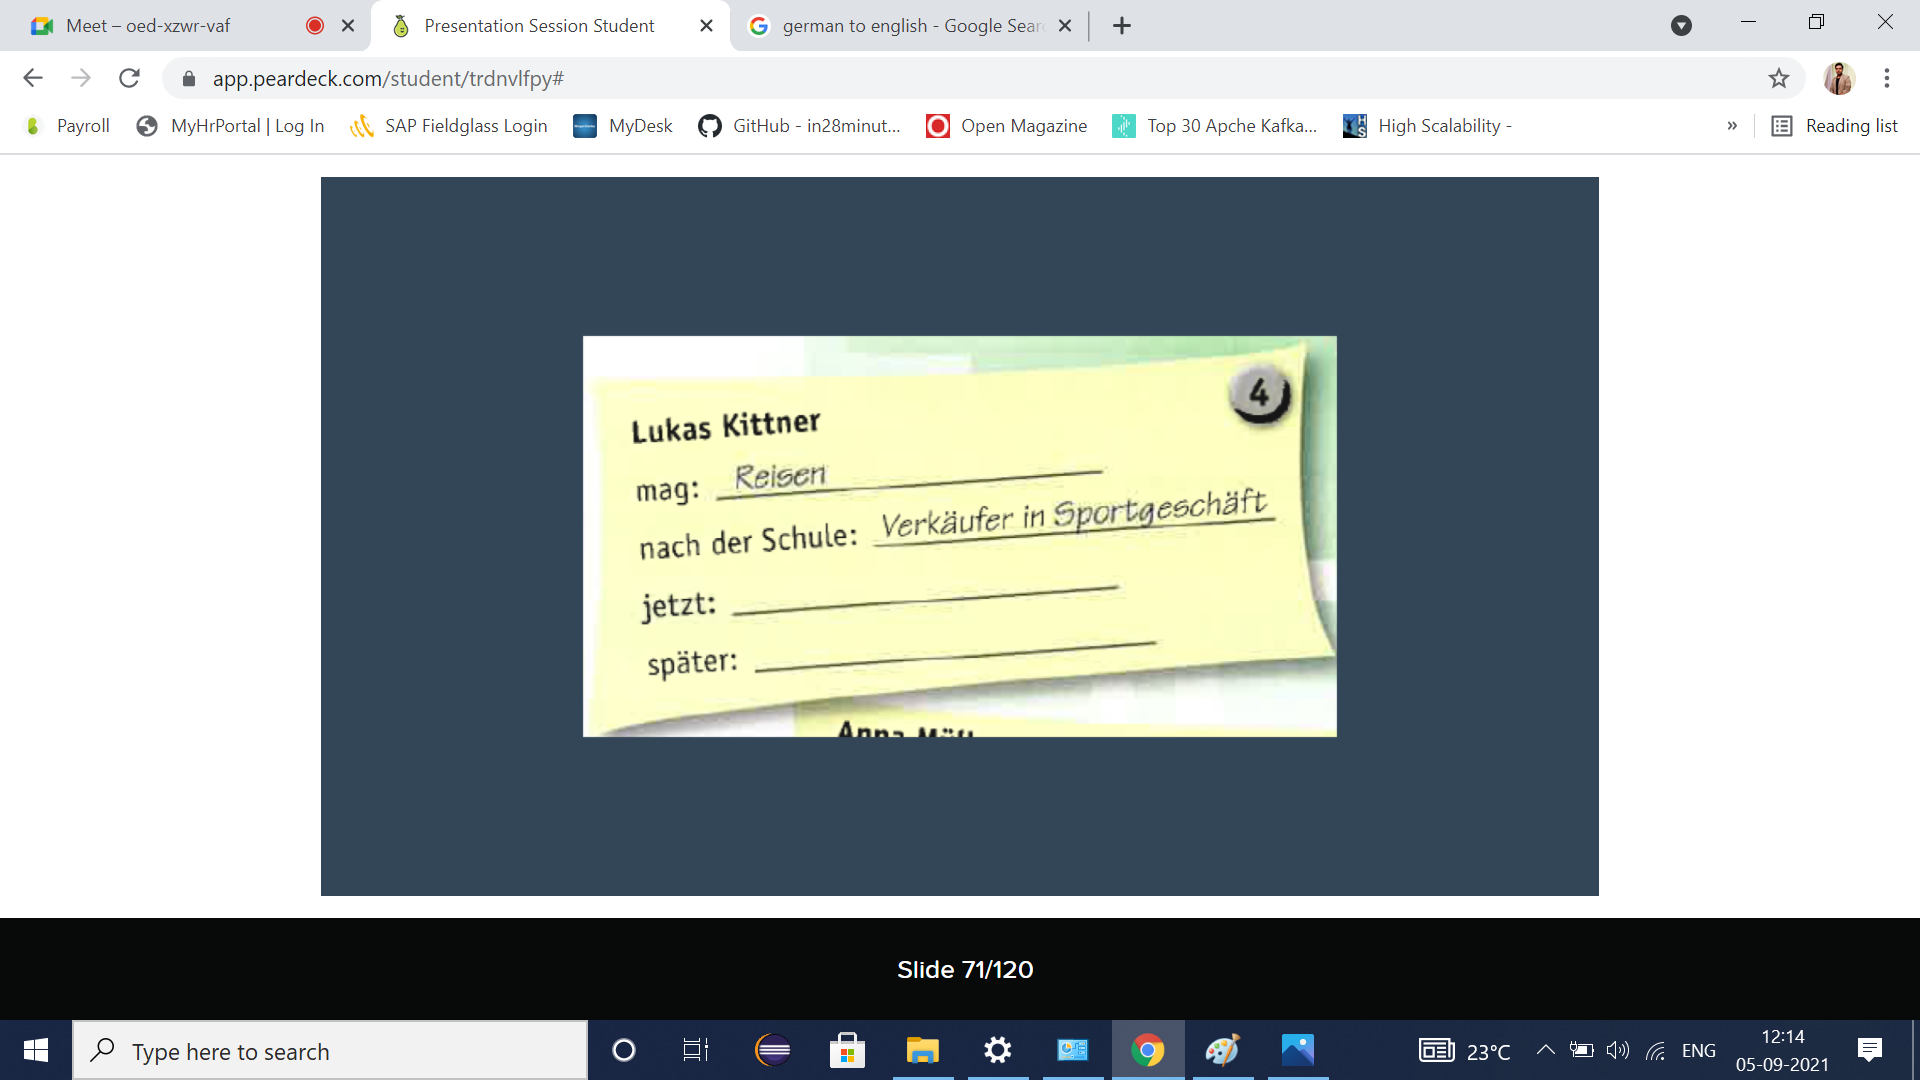 Meet – oed-xzwr-vaf
Presentation Session Student
german to english - Google Sear
app.peardeck.com/student/trdnvlfpy#
Payroll
MyHrPortal | Log In
SAP Fieldglass Login
MyDesk
GitHub - in28minut...
Open Magazine
Top 30 Apche Kafka...
High Scalability -
»
Reading list
4
Lukas Kittner
mag: Reisen
nach der Schule: Verkäufer in Sportgeschäft
jetzt:
später:
Anna
Slide 71/120
Type here to search
23°C
ENG
12:14
05-09-2021